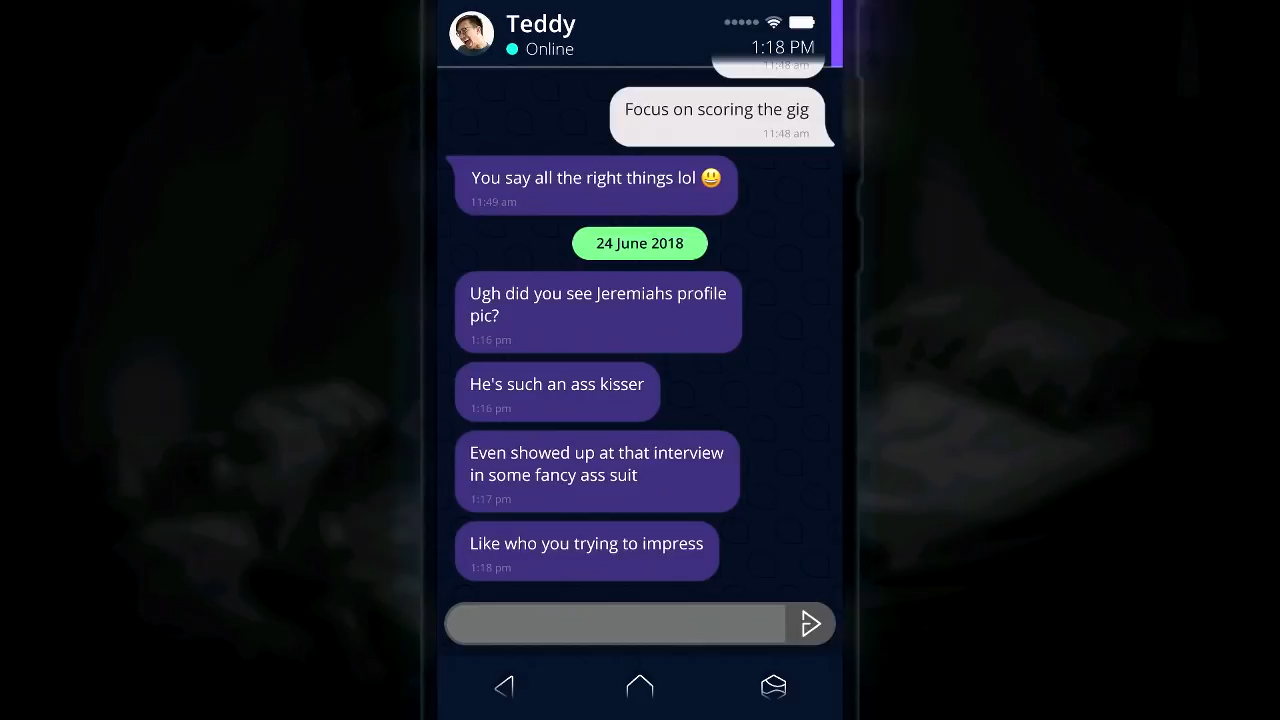 Teddy
Online
1:18 PM
11:48 am
Focus on scoring the gig
11:48 am
You say all the right things lol 😃
11:49 am
24 June 2018
Ugh did you see Jeremiahs profile
pic?
1:16 pm
He's such an ass kisser
1:16 pm
Even showed up at that interview
in some fancy ass suit
1:17 pm
Like who you trying to impress
1:18 pm